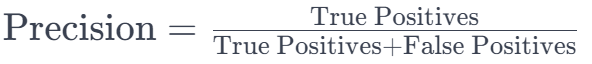 Precision = True Positives / True Positives+False Positives